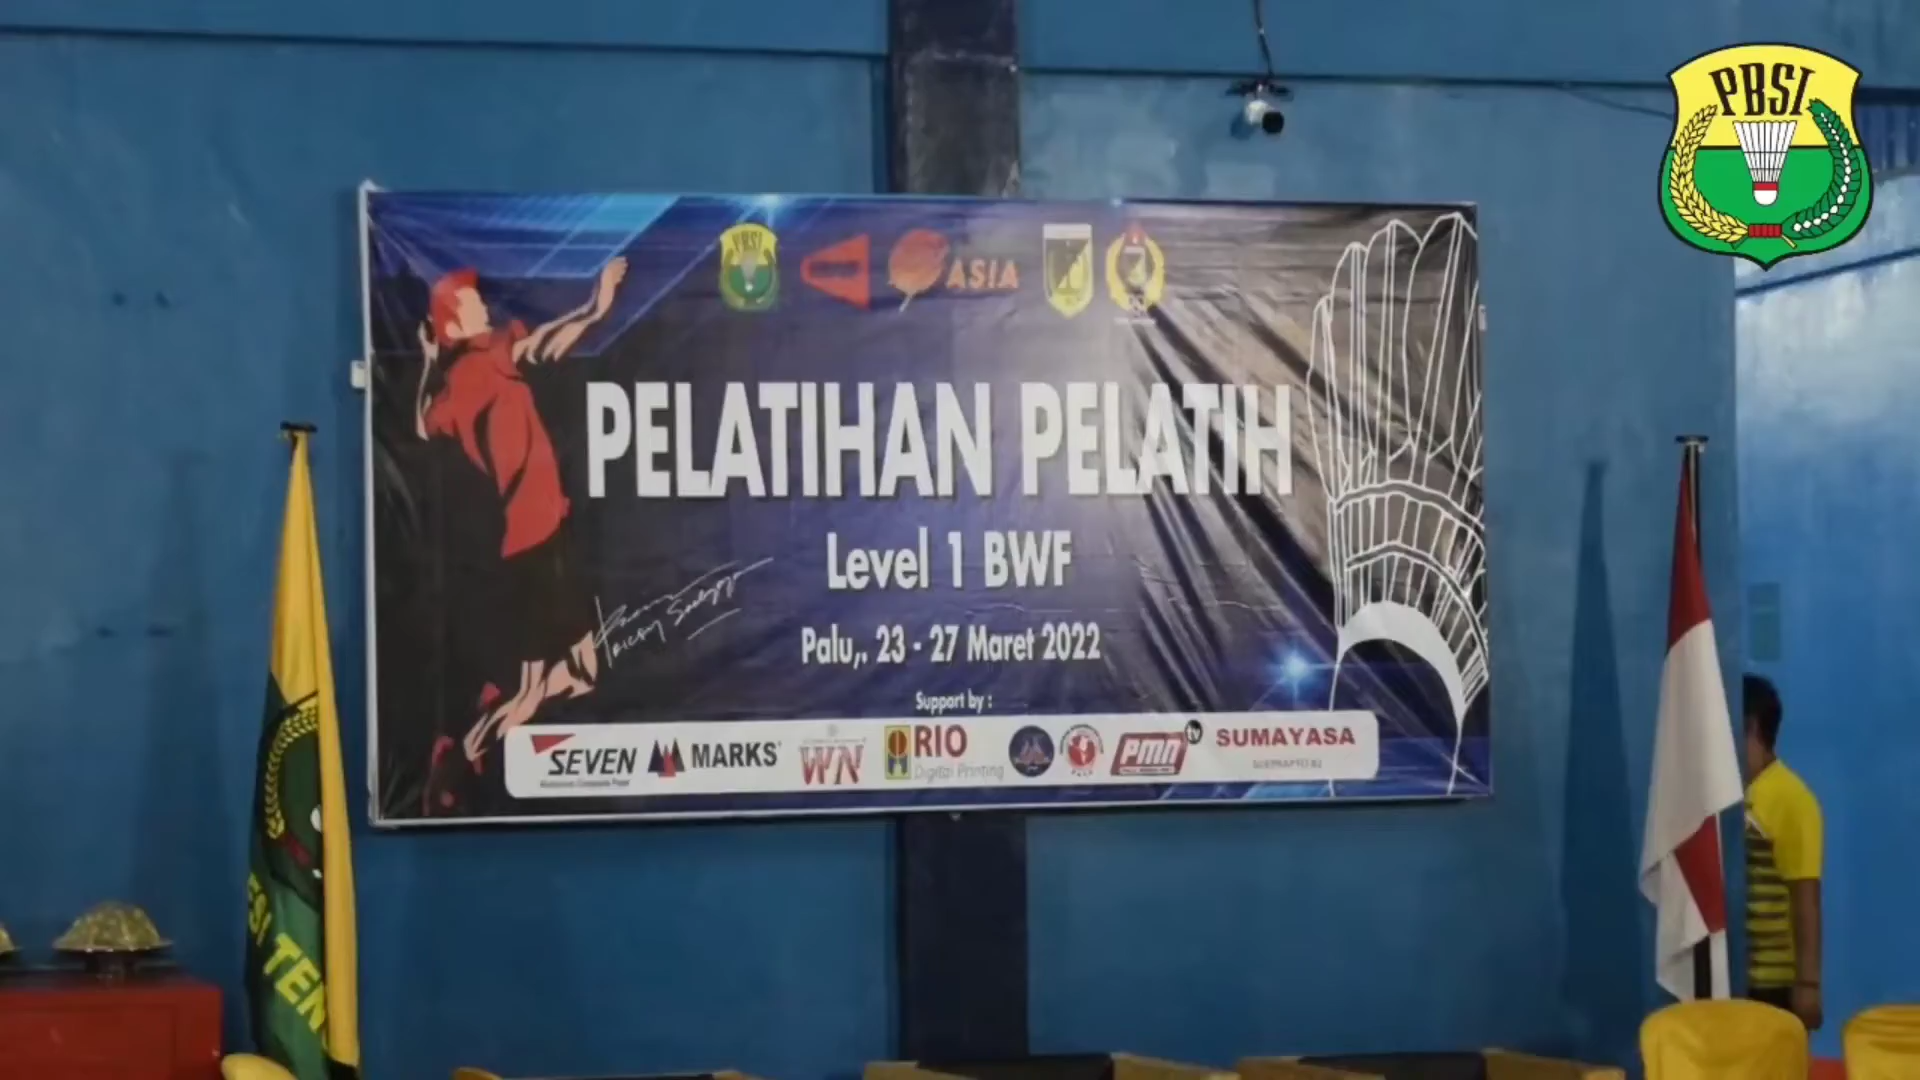 PBSI
PBSI
ASIA
PELATIHAN PELATIH
Level 1 BWF
Palu,. 23 - 27 Maret 2022
Support by :
SEVEN
MARKS
WN
RIO
Digital Printing
PMN tv
SUMAYASA